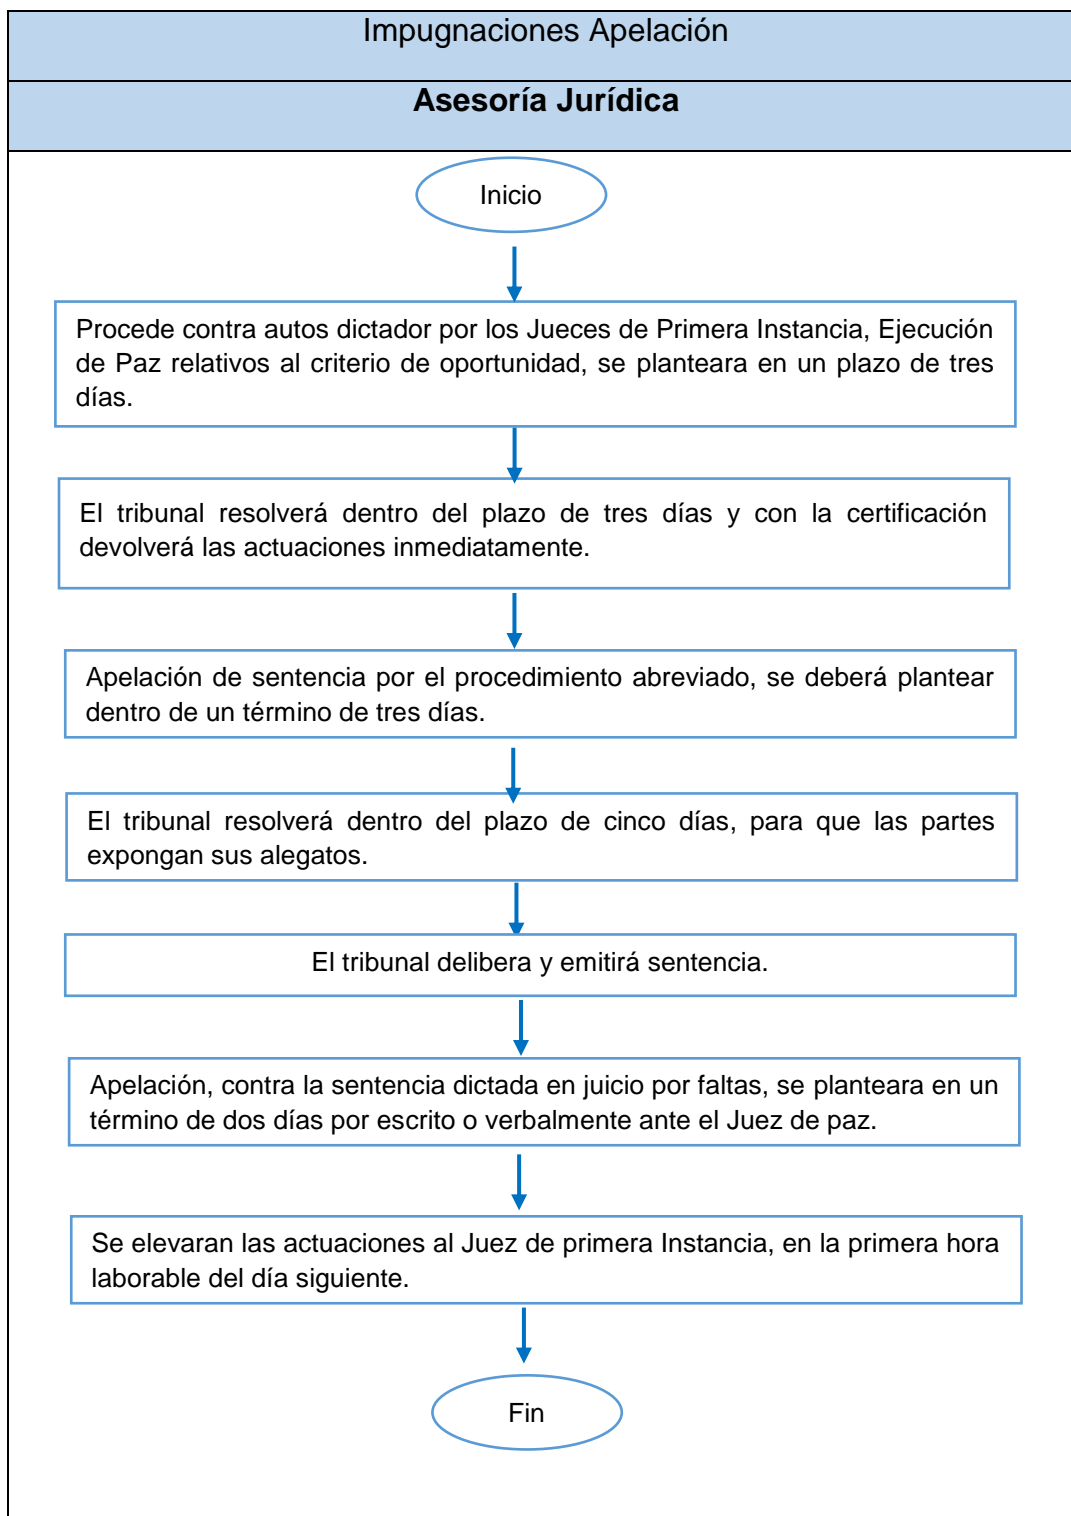 Impugnaciones Apelación
Asesoría Jurídica
Inicio
Procede contra autos dictador por los Jueces de Primera Instancia, Ejecución
de Paz relativos al criterio de oportunidad, se planteara en un plazo de tres
días.
El tribunal resolverá dentro del plazo de tres días y con la certificación
devolverá las actuaciones inmediatamente.
Apelación de sentencia por el procedimiento abreviado, se deberá plantear
dentro de un término de tres días.
El tribunal resolverá dentro del plazo de cinco días, para que las partes
expongan sus alegatos.
El tribunal delibera y emitirá sentencia.
Apelación, contra la sentencia dictada en juicio por faltas, se planteara en un
término de dos días por escrito o verbalmente ante el Juez de paz.
Se elevaran las actuaciones al Juez de primera Instancia, en la primera hora
laborable del día siguiente.
Fin